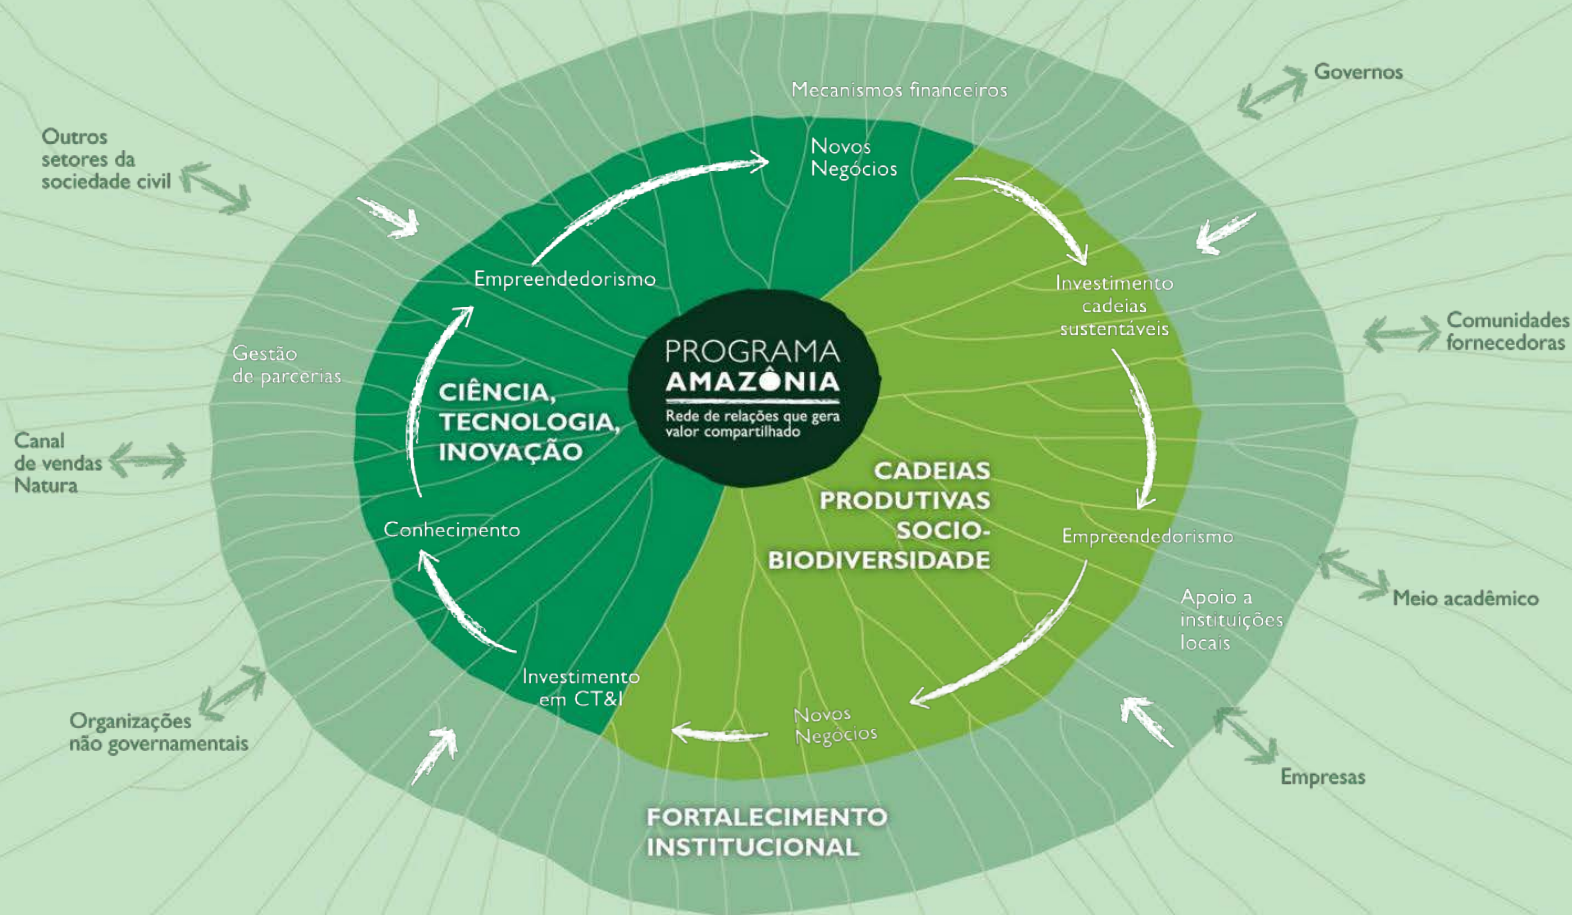 Mecanismos financeiros
Governos
Outros
setores da
sociedade civil
Novos
Negócios
Empreendedorismo
Investimento
cadeias
sustentáveis
Comunidades
fornecedoras
Gestão
de parcerias
PROGRAMA
AMAZÔNIA
Rede de relações que gera
valor compartilhado
CIÊNCIA,
TECNOLOGIA,
INOVAÇÃO
Canal
de vendas
Natura
CADEIAS
PRODUTIVAS
SOCIO-
BIODIVERSIDADE
Conhecimento
Empreendedorismo
Apoio a
instituições
locais
Meio acadêmico
Investimento
em CT&I
Organizações
não governamentais
Novos
Negócios
Empresas
FORTALECIMENTO
INSTITUCIONAL